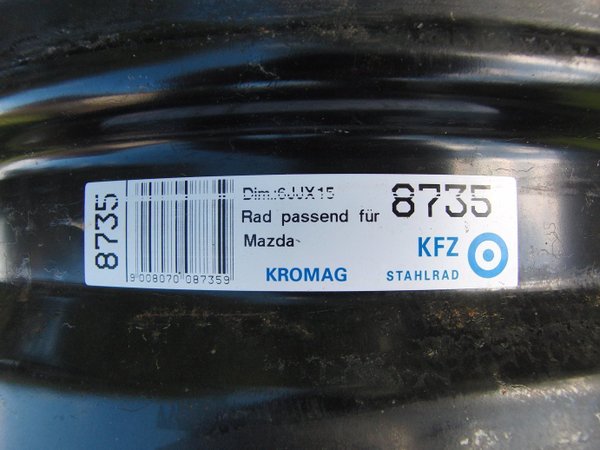 8735
9 008070 087359
Dim.:6JJX15
Rad passend für
Mazda
KROMAG
8735
KFZ
STAHLRAD